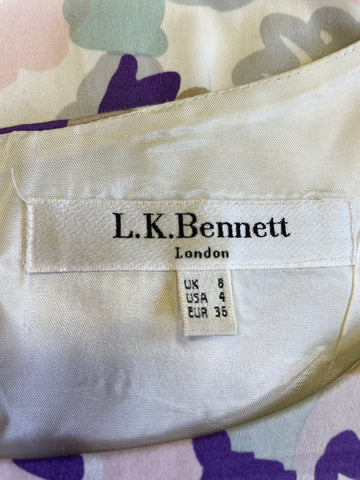 L.K.Bennett
London
UK 8
USA 4
EUR 36